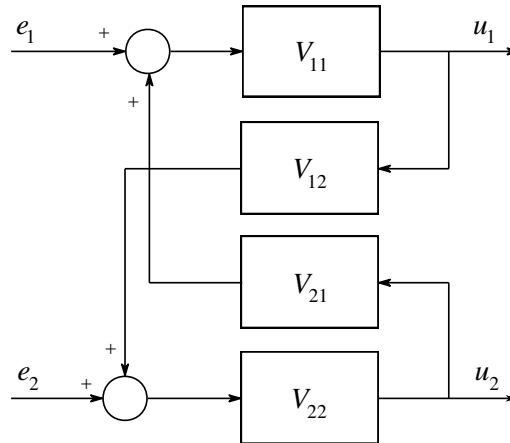 e₁ + V₁₁ u₁
+
V₁₂
V₂₁
+
e₂ + V₂₂ u₂